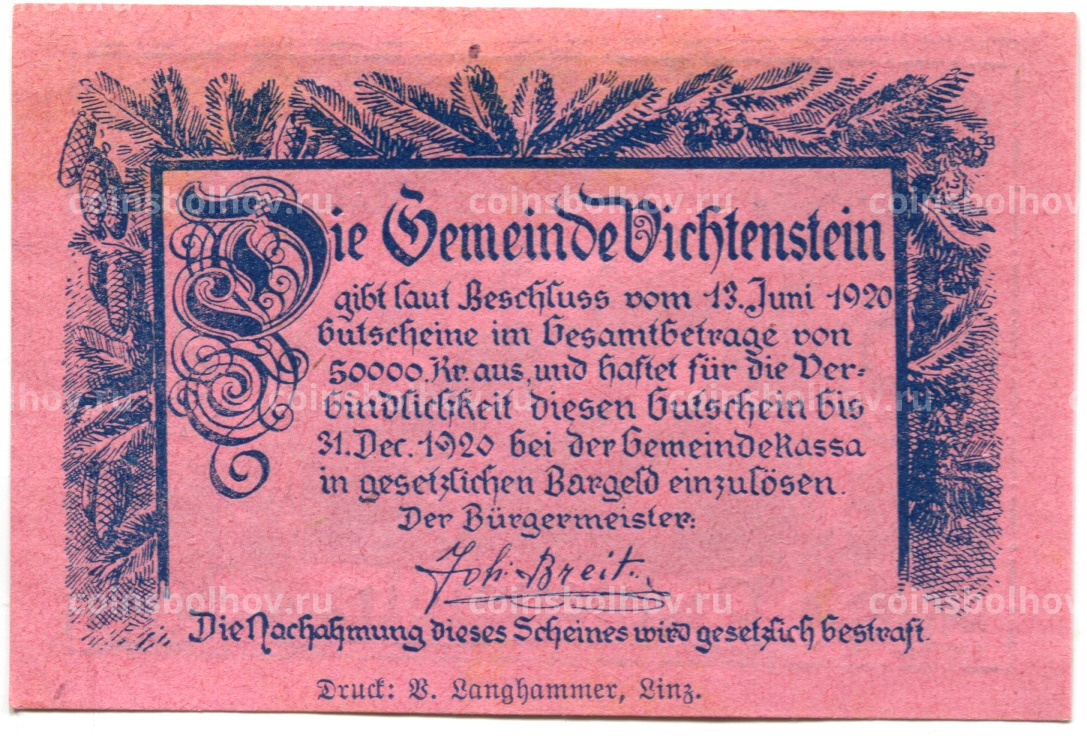 Die Gemeinde Vichtenstein
gibt laut Beschluss vom 13. Juni 1920
Gutscheine im Gesamtbetrage von
50000 Kr. aus, und haftet für die Ver-
bindlichkeit diesen Gutschein bis
31. Dec. 1920 bei der Gemeindekassa
in gesetzlichen Bargeld einzulösen.
Der Bürgermeister:
Joh. Breit.
Die Nachahmung dieses Scheines wird gesetzlich bestraft.
Druck: V. Langhammer, Linz.
coinsbolhov.ru